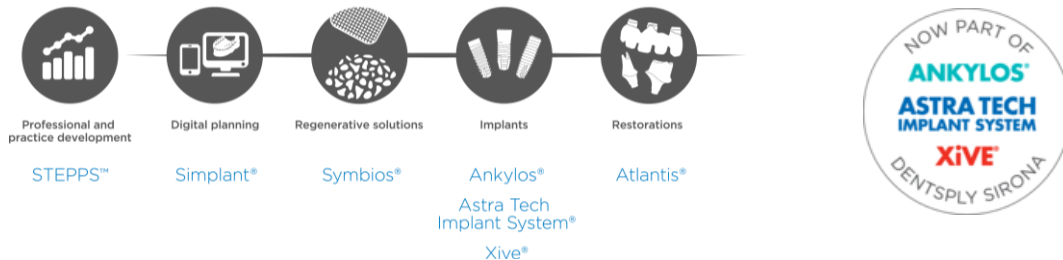 Professional and
practice development
Digital planning
Regenerative solutions
Implants
Restorations
STEPPS™
Simplant®
Symbios®
Ankylos®
Astra Tech
Implant System®
Xive®
Atlantis®
NOW PART OF
ANKYLOS®
ASTRA TECH
IMPLANT SYSTEM
XiVE®
DENTSPLY SIRONA